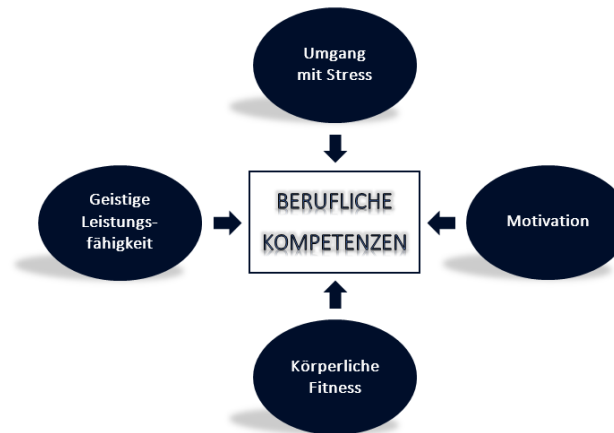 Umgang
mit Stress
Geistige
Leistungs-
fähigkeit
BERUFLICHE
KOMPETENZEN
Motivation
Körperliche
Fitness